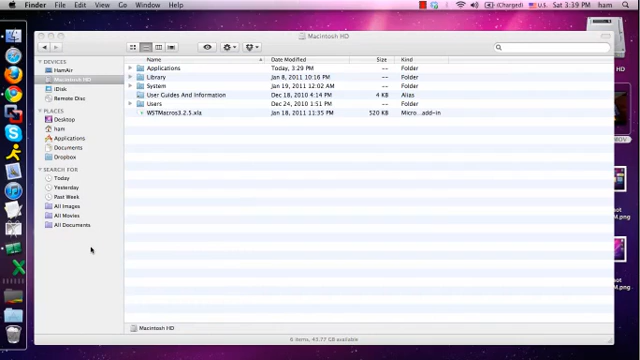 Finder File Edit View Go Window Help
(Charged) U.S. Sat 3:39 PM ham
Macintosh HD
DEVICES
HamAir
Macintosh HD
iDisk
Remote Disc
PLACES
Desktop
ham
Applications
Documents
Dropbox
SEARCH FOR
Today
Yesterday
Past Week
All Images
All Movies
All Documents
Name Date Modified Size Kind
Applications Today, 3:29 PM -- Folder
Library Jan 8, 2011 10:16 PM -- Folder
System Jan 19, 2011 12:02 AM -- Folder
User Guides And Information Dec 18, 2010 4:14 PM 4 KB Alias
Users Dec 24, 2010 1:51 PM -- Folder
WSTMacros3.2.5.xla Jan 18, 2011 11:35 PM 520 KB Micro...add-in
Macintosh HD
6 items, 43.77 GB available
HD